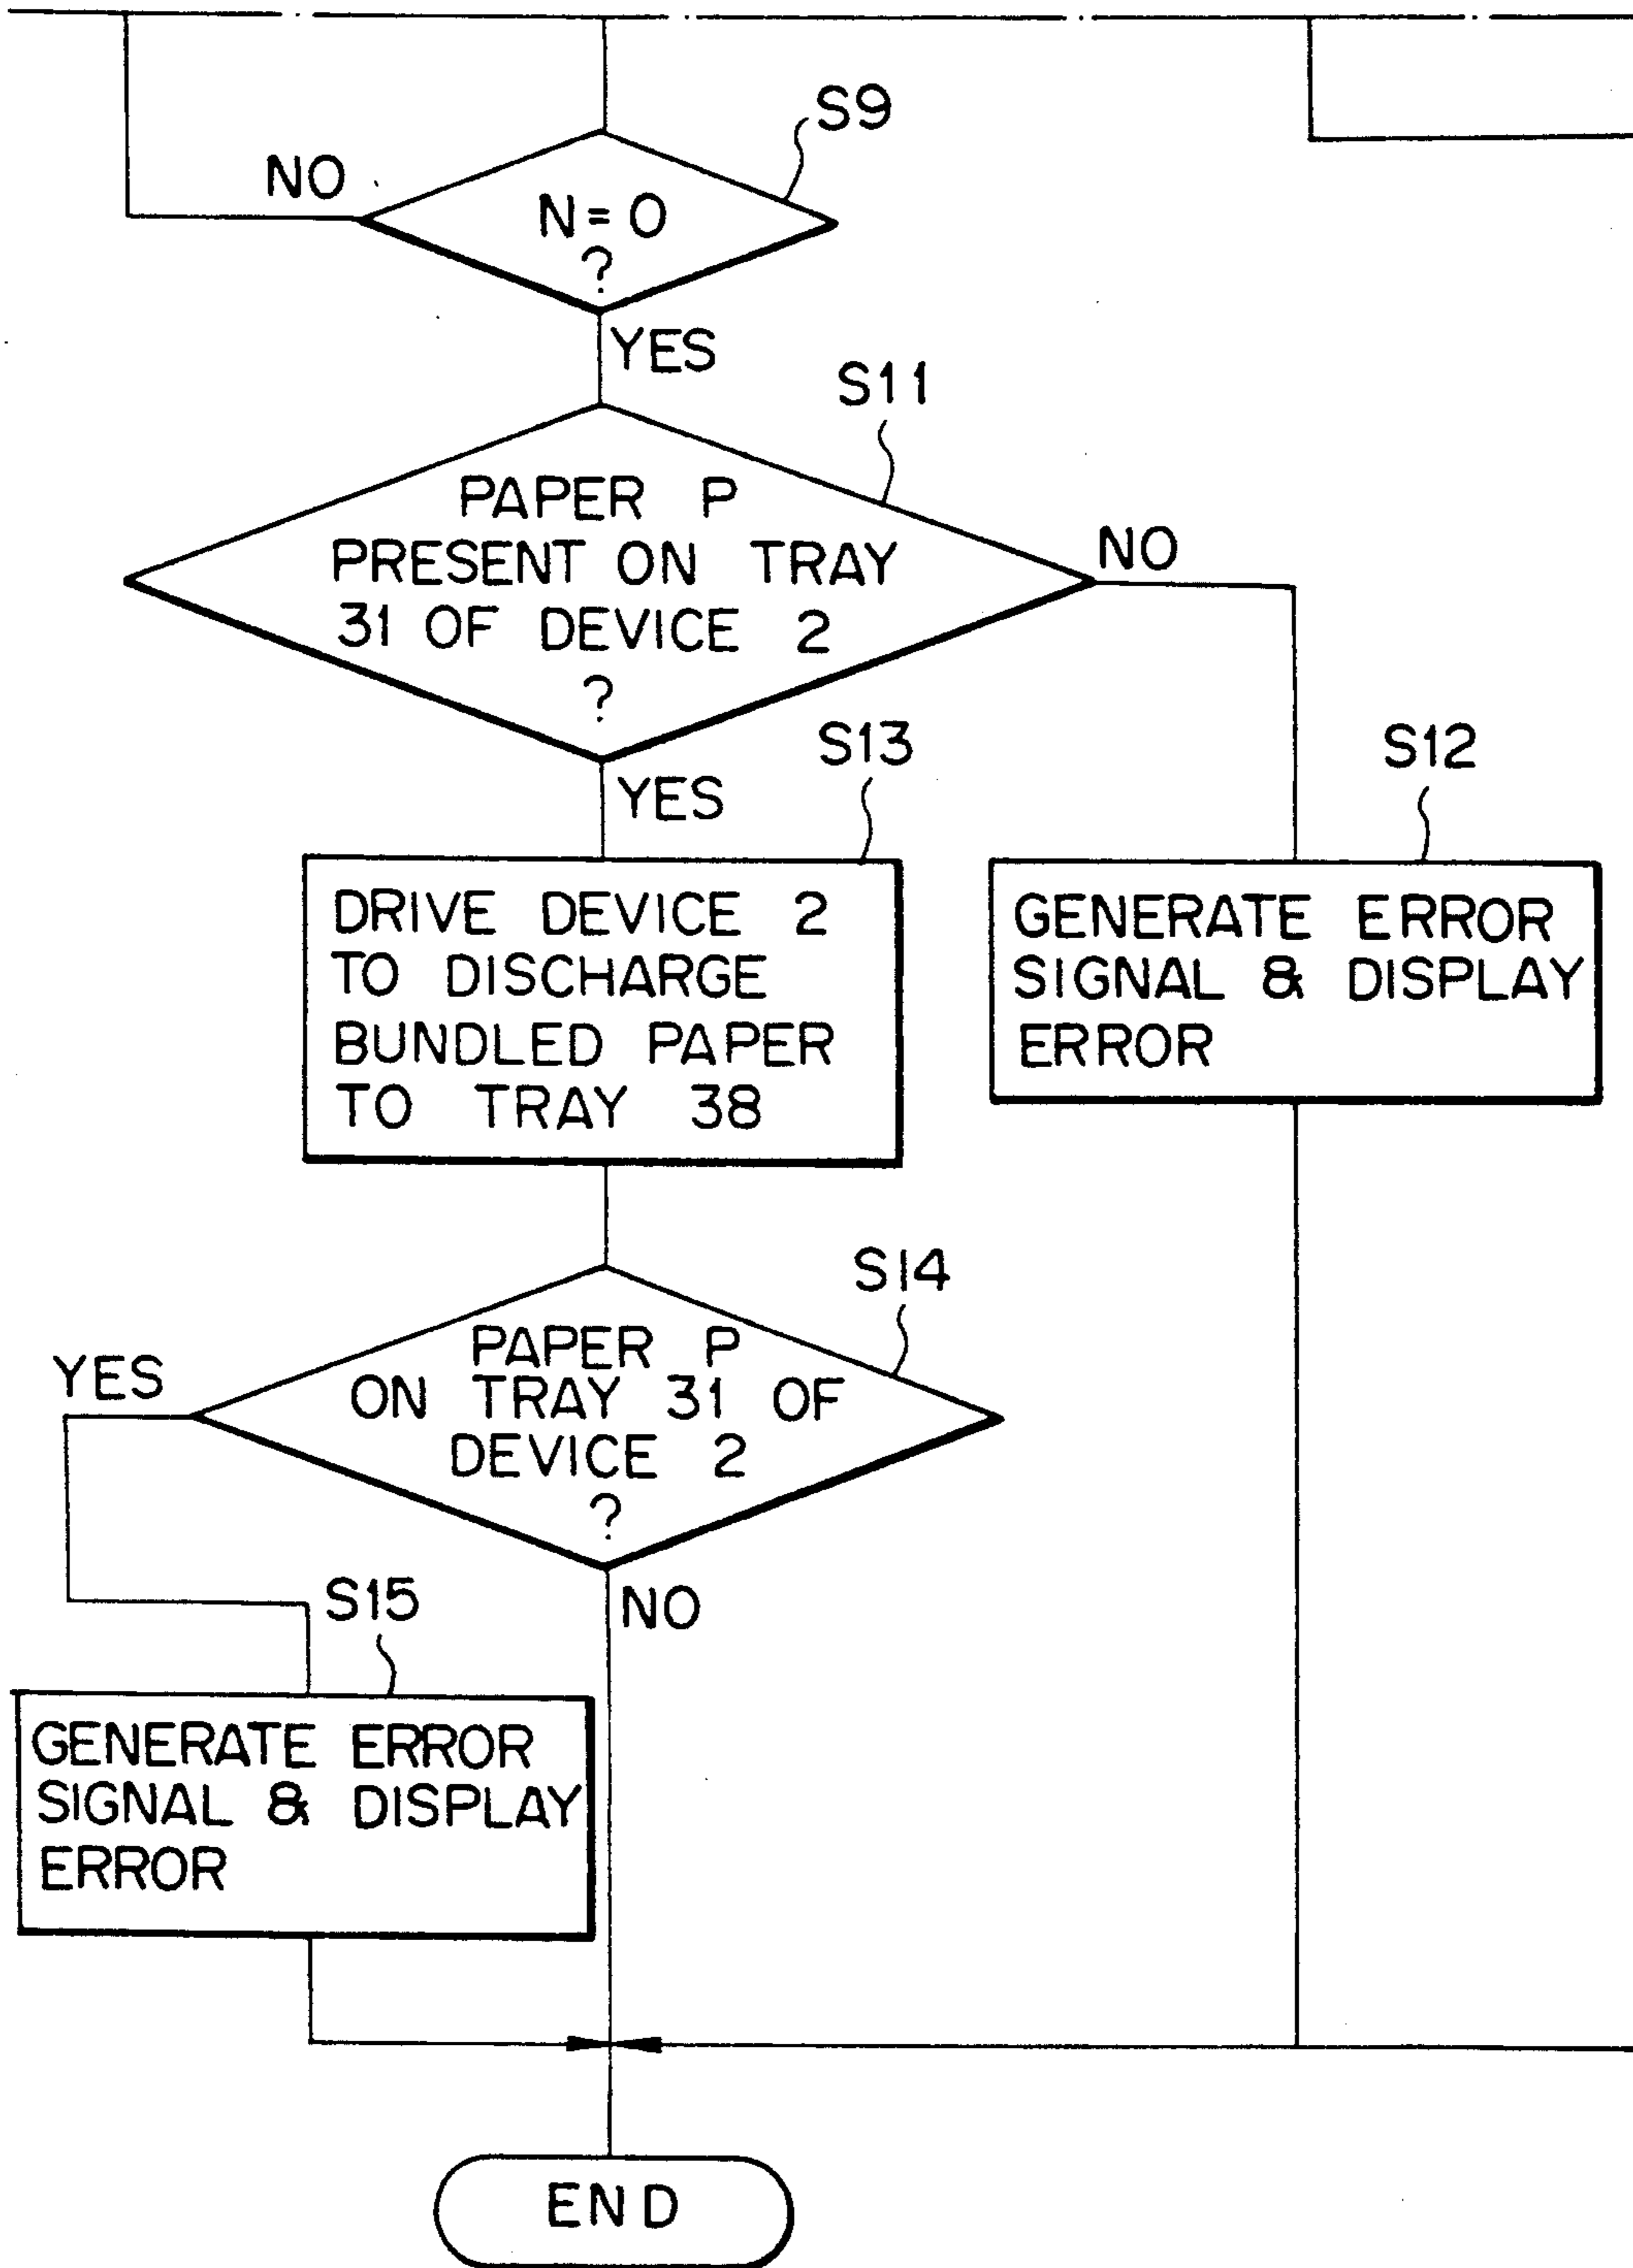 S9
NO
N=0
?
YES
S11
PAPER P
PRESENT ON TRAY
31 OF DEVICE 2
?
NO
YES
S13
S12
DRIVE DEVICE 2
TO DISCHARGE
BUNDLED PAPER
TO TRAY 38
GENERATE ERROR
SIGNAL & DISPLAY
ERROR
S14
PAPER P
ON TRAY 31 OF
DEVICE 2
?
YES
NO
S15
GENERATE ERROR
SIGNAL & DISPLAY
ERROR
END